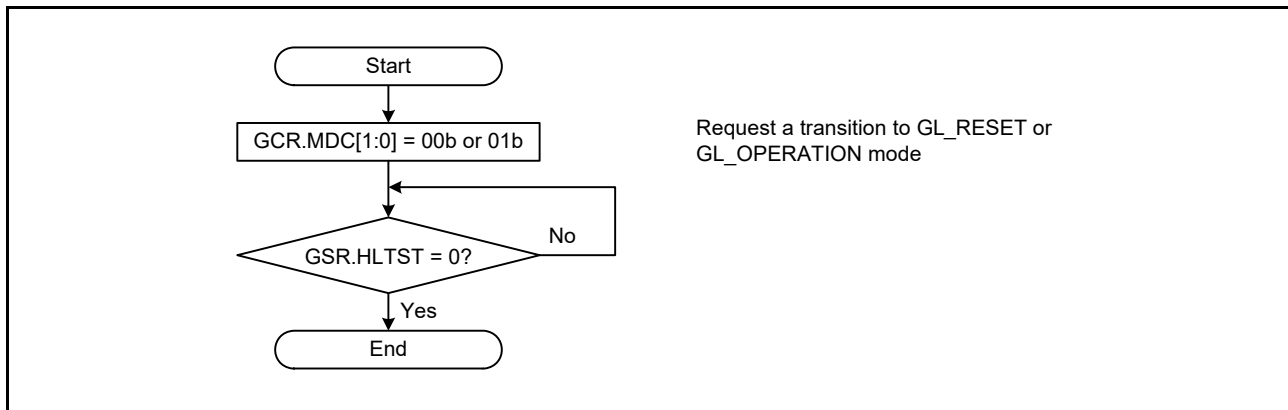 Start
GCR.MDC[1:0] = 00b or 01b
Request a transition to GL_RESET or
GL_OPERATION mode
No
GSR.HLTST = 0?
Yes
End